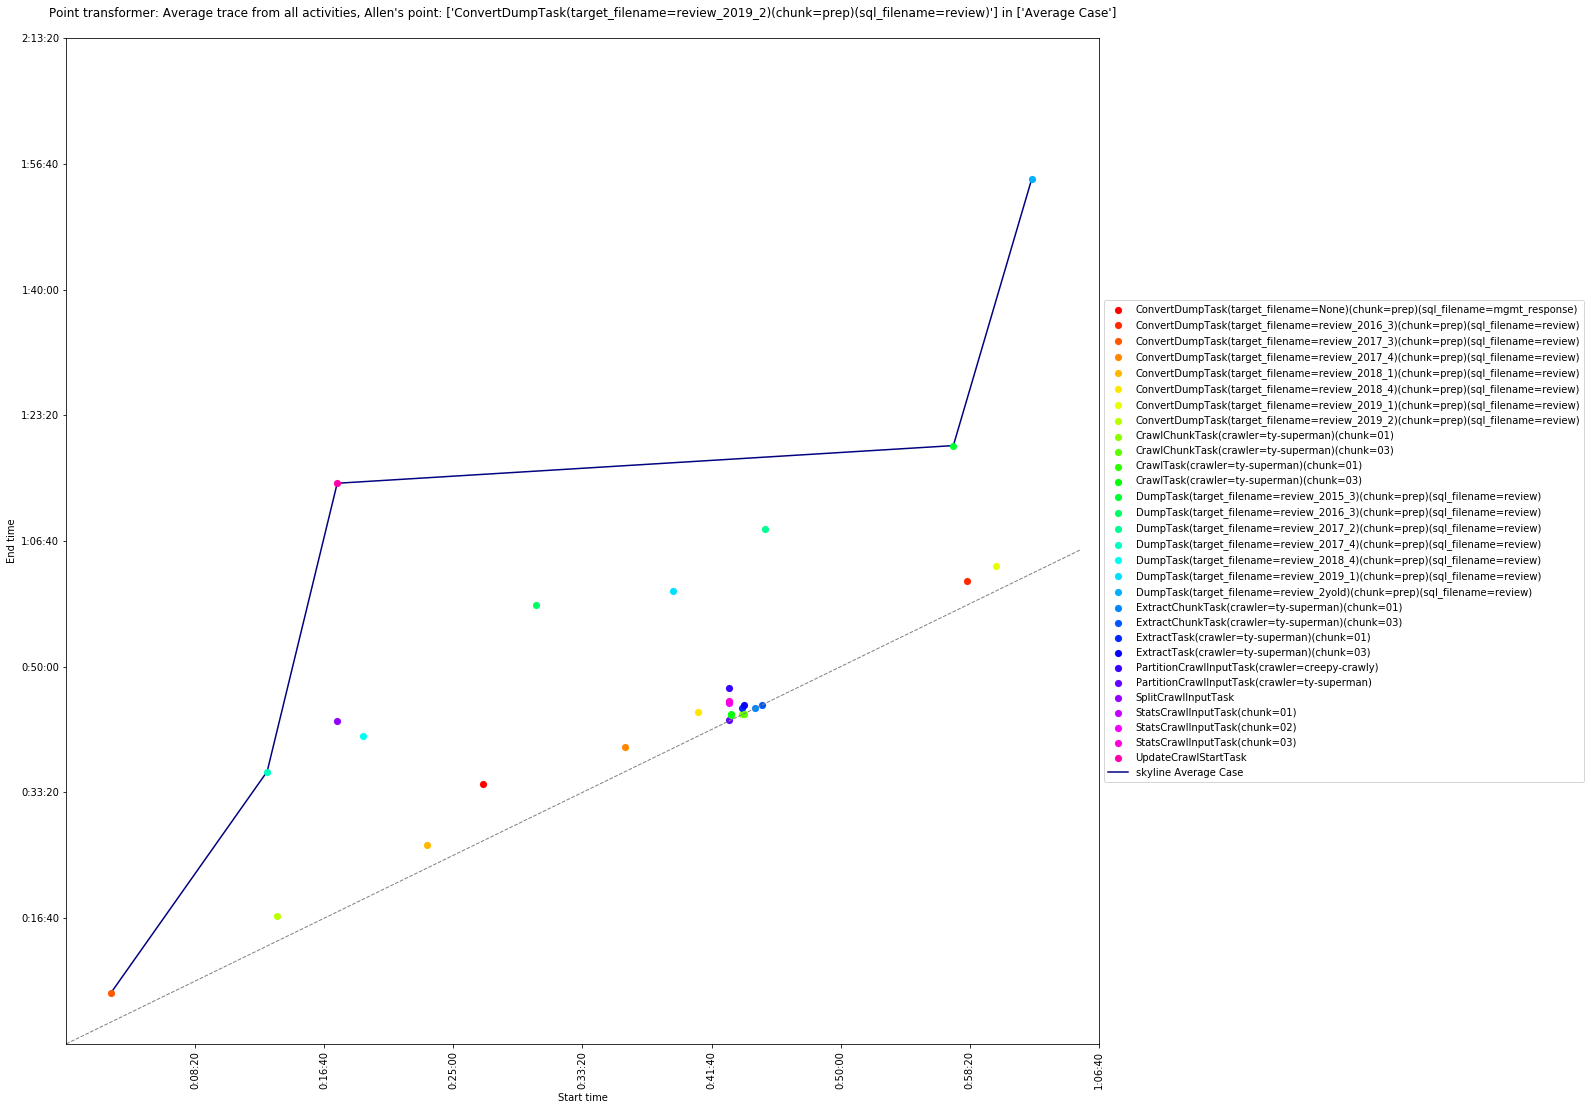 Point transformer: Average trace from all activities, Allen's point: ['ConvertDumpTask(target_filename=review_2019_2)(chunk=prep)(sql_filename=review)'] in ['Average Case']
2:13:20
1:56:40
1:40:00
1:23:20
1:06:40
0:50:00
0:33:20
0:16:40
End time
0:08:20
0:16:40
0:25:00
0:33:20
0:41:40
0:50:00
0:58:20
1:06:40
Start time
ConvertDumpTask(target_filename=None)(chunk=prep)(sql_filename=mgmt_response)
ConvertDumpTask(target_filename=review_2016_3)(chunk=prep)(sql_filename=review)
ConvertDumpTask(target_filename=review_2017_3)(chunk=prep)(sql_filename=review)
ConvertDumpTask(target_filename=review_2017_4)(chunk=prep)(sql_filename=review)
ConvertDumpTask(target_filename=review_2018_1)(chunk=prep)(sql_filename=review)
ConvertDumpTask(target_filename=review_2018_4)(chunk=prep)(sql_filename=review)
ConvertDumpTask(target_filename=review_2019_1)(chunk=prep)(sql_filename=review)
ConvertDumpTask(target_filename=review_2019_2)(chunk=prep)(sql_filename=review)
CrawlChunkTask(crawler=ty-superman)(chunk=01)
CrawlChunkTask(crawler=ty-superman)(chunk=03)
CrawlTask(crawler=ty-superman)(chunk=01)
CrawlTask(crawler=ty-superman)(chunk=03)
DumpTask(target_filename=review_2015_3)(chunk=prep)(sql_filename=review)
DumpTask(target_filename=review_2016_3)(chunk=prep)(sql_filename=review)
DumpTask(target_filename=review_2017_2)(chunk=prep)(sql_filename=review)
DumpTask(target_filename=review_2017_4)(chunk=prep)(sql_filename=review)
DumpTask(target_filename=review_2018_4)(chunk=prep)(sql_filename=review)
DumpTask(target_filename=review_2019_1)(chunk=prep)(sql_filename=review)
DumpTask(target_filename=review_2yold)(chunk=prep)(sql_filename=review)
ExtractChunkTask(crawler=ty-superman)(chunk=01)
ExtractChunkTask(crawler=ty-superman)(chunk=03)
ExtractTask(crawler=ty-superman)(chunk=01)
ExtractTask(crawler=ty-superman)(chunk=03)
PartitionCrawlInputTask(crawler=creepy-crawly)
PartitionCrawlInputTask(crawler=ty-superman)
SplitCrawlInputTask
StatsCrawlInputTask(chunk=01)
StatsCrawlInputTask(chunk=02)
StatsCrawlInputTask(chunk=03)
UpdateCrawlStartTask
skyline Average Case